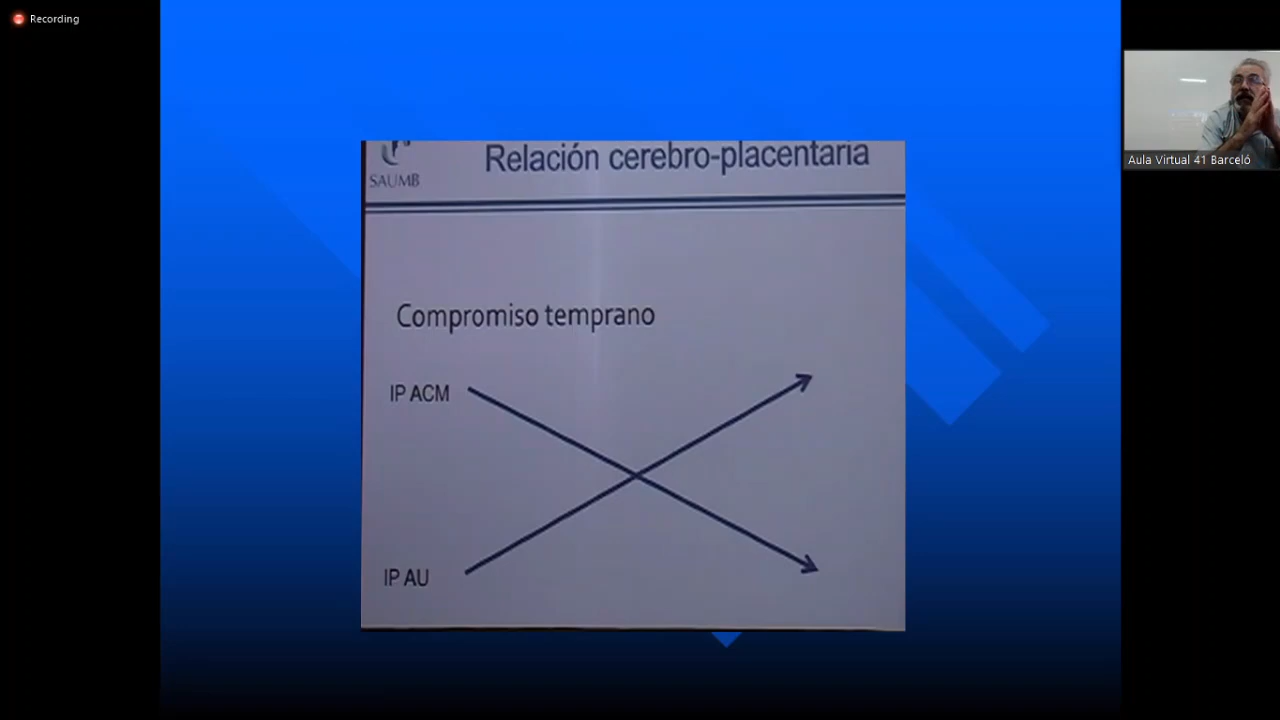 Recording
Aula Virtual 41 Barceló
SAUMB
Relación cerebro-placentaria
Compromiso temprano
IP ACM
IP AU